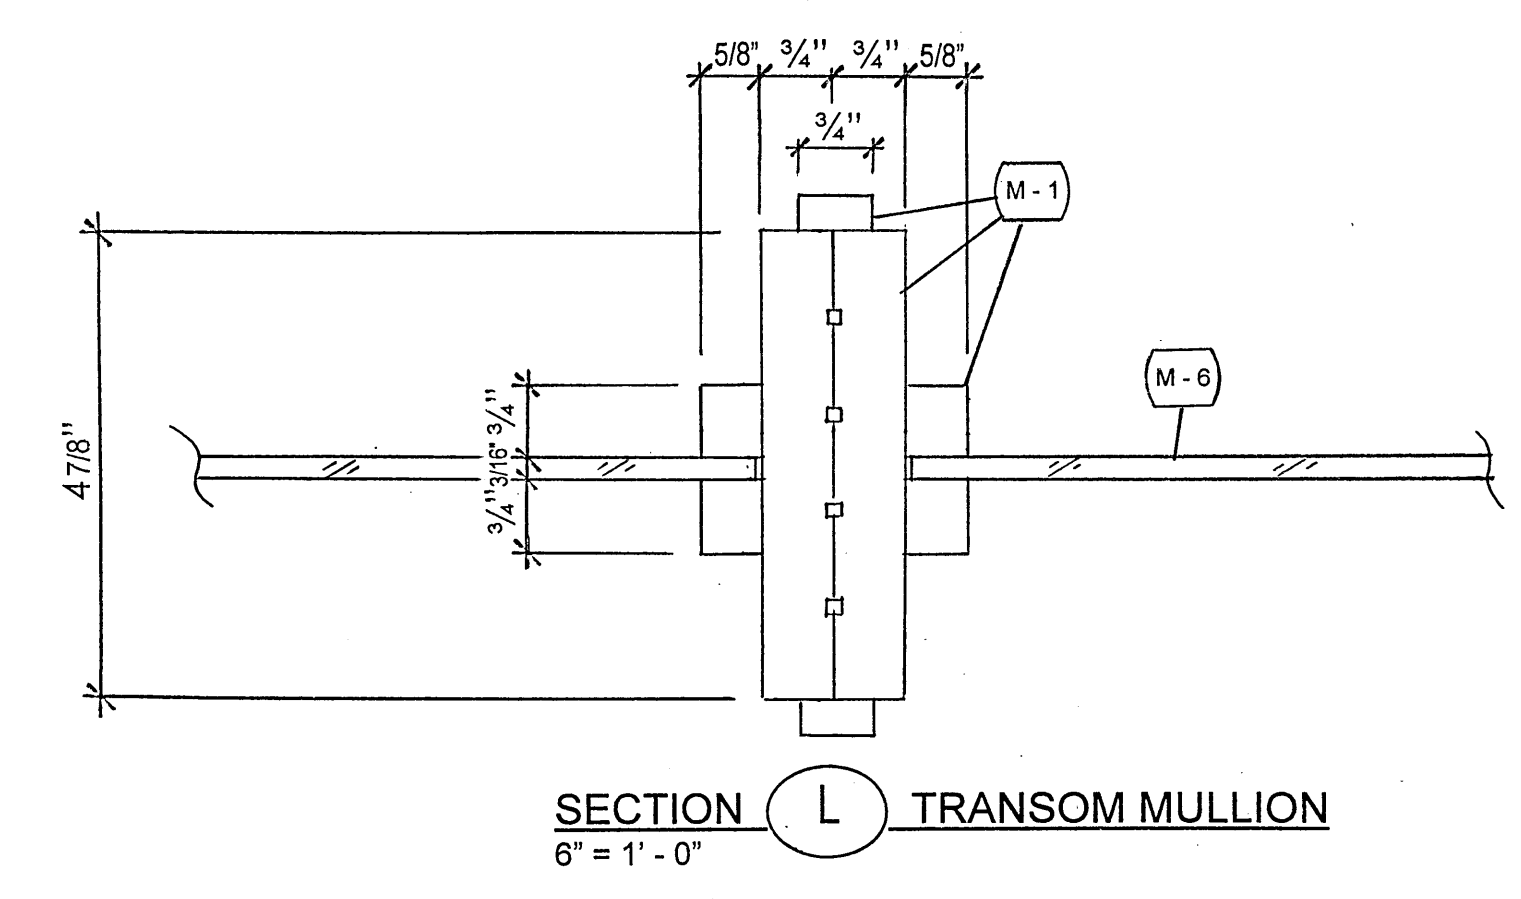 5/8” 3/4” 3/4” 5/8”
3/4”
M - 1
M - 6
4 7/8”
3/4”
3/16"
3/4”
SECTION L TRANSOM MULLION
6” = 1’ - 0”